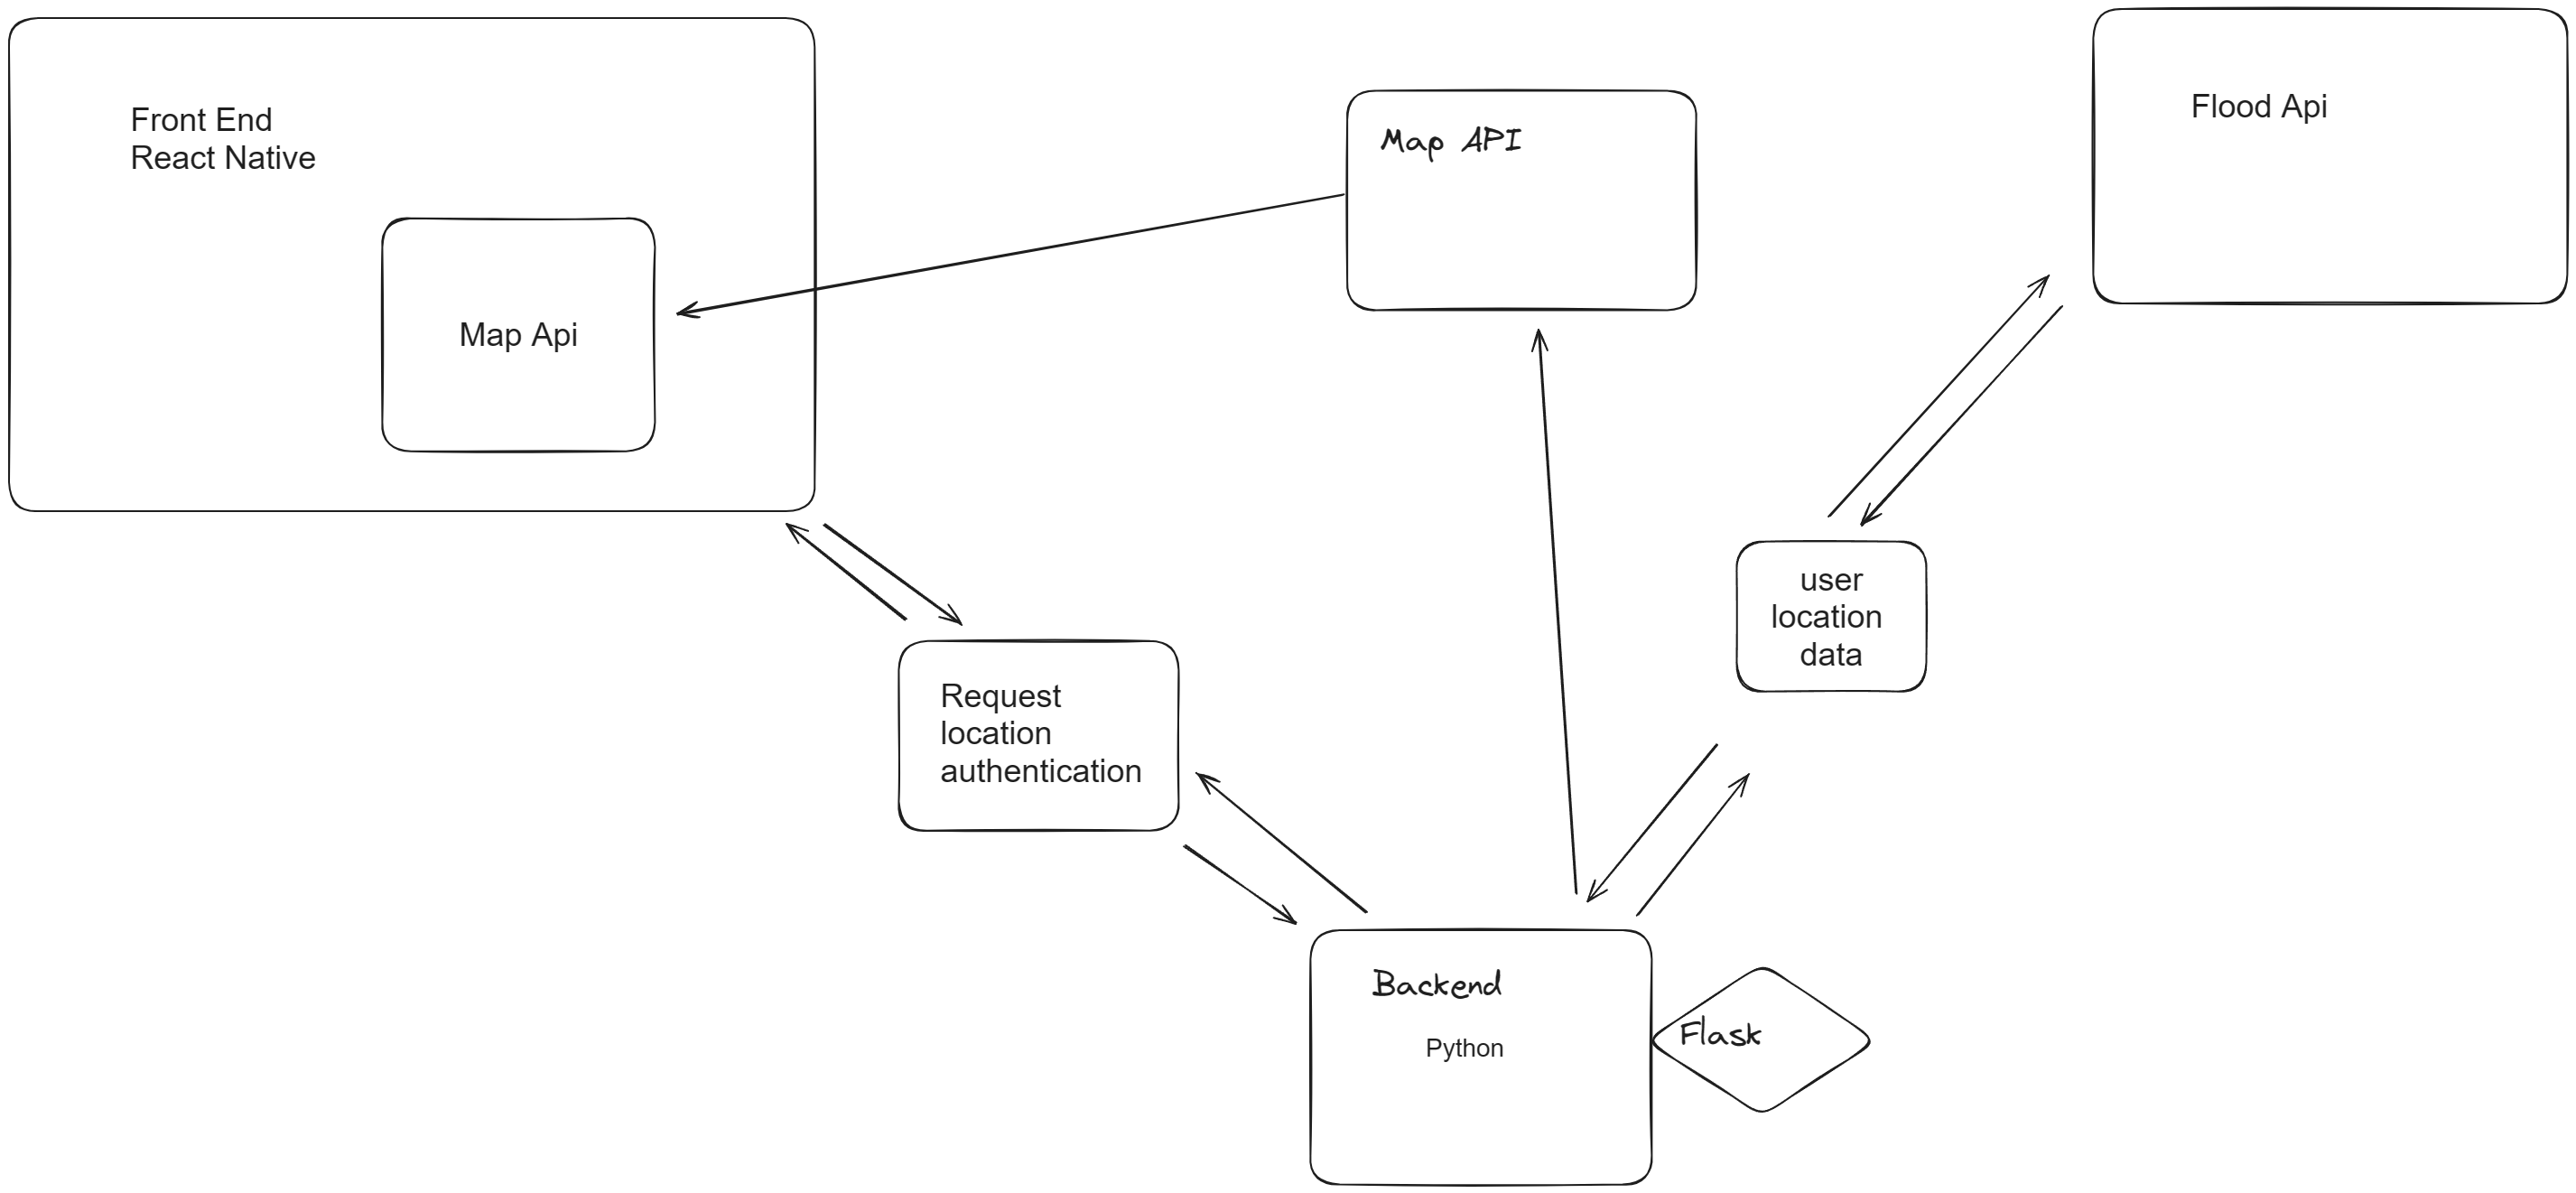 Front End
React Native
Map Api
Map API
Flood Api
user
location
data
Request
location
authentication
Backend
Python
Flask